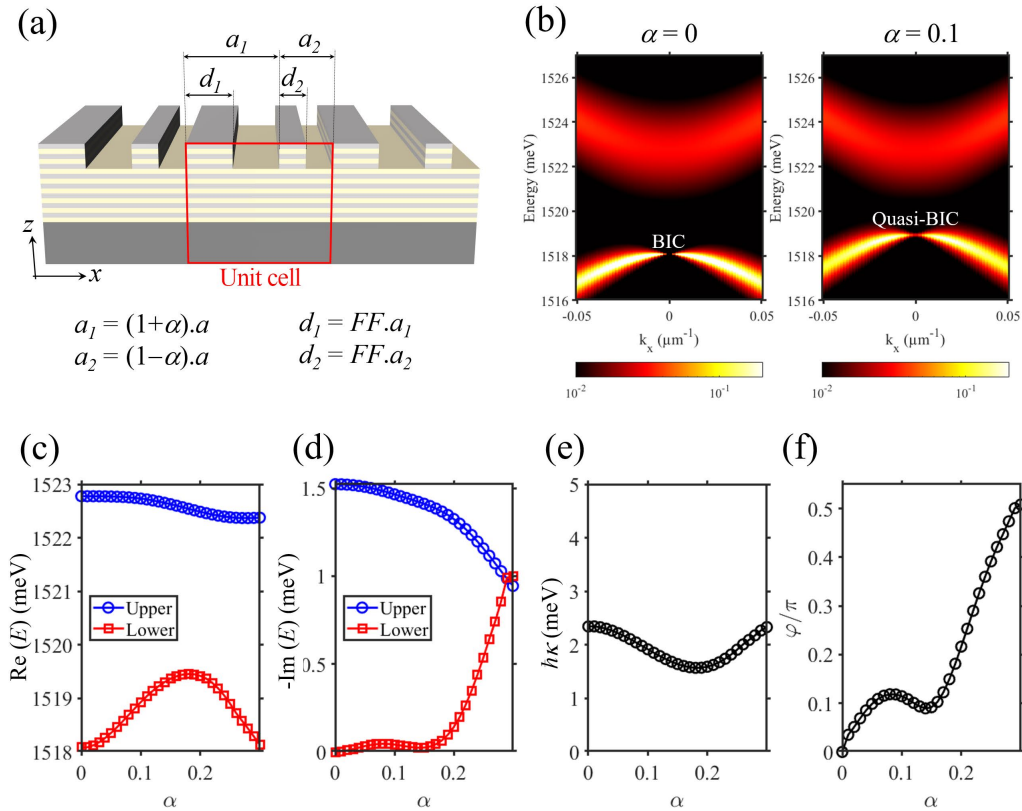 (a)
a₁
a₂
d₁
d₂
z
x
Unit cell
a₁ = (1+α).a
d₁ = FF.a₁
a₂ = (1−α).a
d₂ = FF.a₂
(b)
α = 0
α = 0.1
Energy (meV)
1526
1524
1522
1520
1518
1516
BIC
-0.05
0
0.05
k_x (μm⁻¹)
10⁻²
10⁻¹
Energy (meV)
1526
1524
1522
1520
1518
1516
Quasi-BIC
-0.05
0
0.05
k_x (μm⁻¹)
10⁻²
10⁻¹
(c)
Re (E) (meV)
1523
1522
1521
1520
1519
1518
Upper
Lower
0
0.1
0.2
α
(d)
-Im (E) (meV)
1.5
1
0.5
0
Upper
Lower
0
0.1
0.2
α
(e)
hκ (meV)
5
4
3
2
1
0
0
0.1
0.2
α
(f)
φ/π
0.5
0.4
0.3
0.2
0.1
0
0
0.1
0.2
α